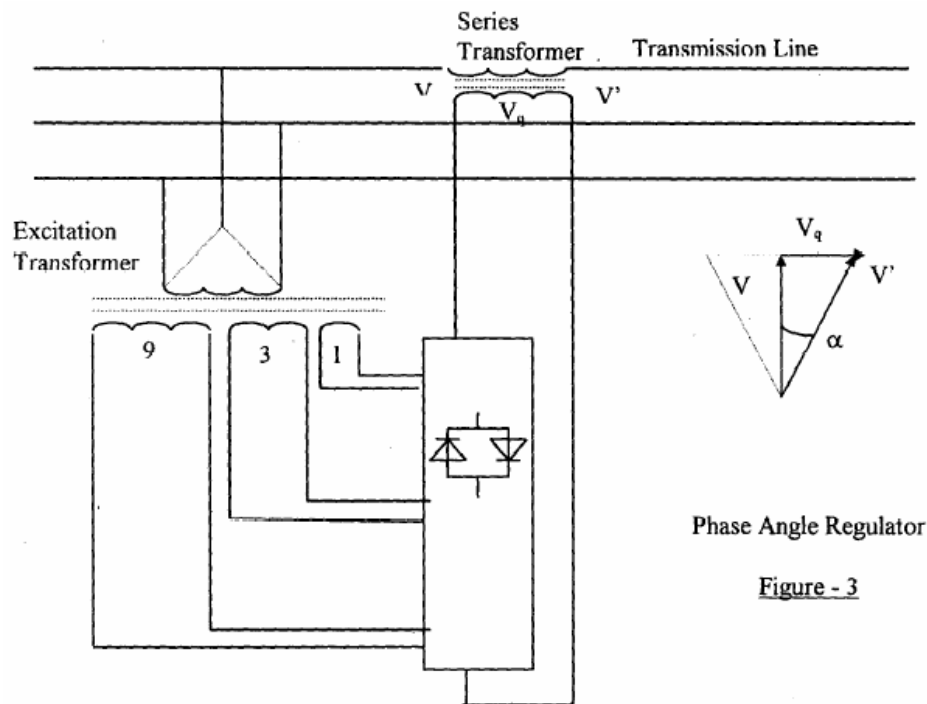 Series
Transformer
Transmission Line
V
V'
Vq
Excitation
Transformer
9
3
1
Vq
V
V'
α
Phase Angle Regulator
Figure - 3